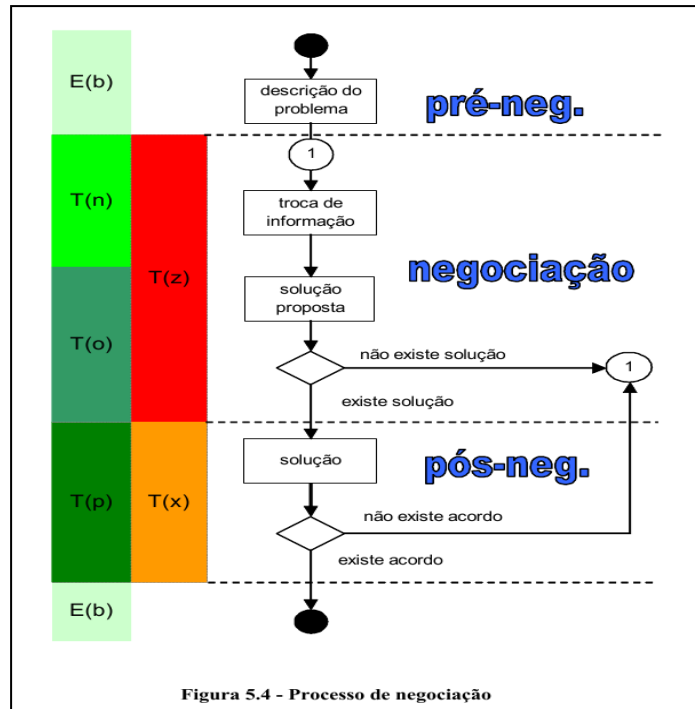 E(b)
descrição do
problema
pré-neg.
1
T(n)
troca de
informação
T(z)
negociação
solução
proposta
T(o)
não existe solução
1
existe solução
solução
pós-neg.
T(p)
T(x)
não existe acordo
existe acordo
E(b)
Figura 5.4 - Processo de negociação